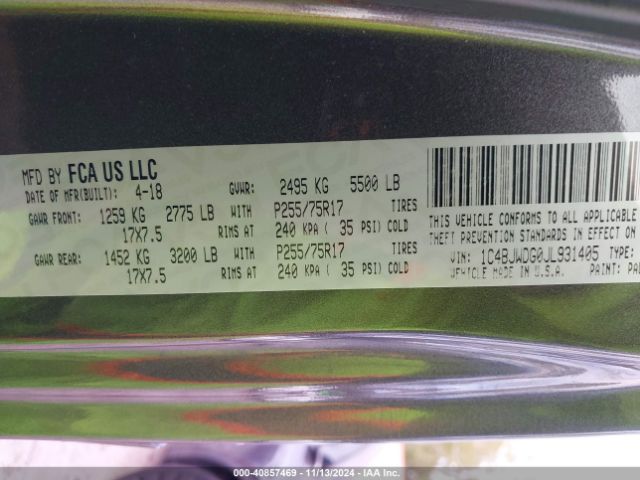 MFD BY FCA US LLC
DATE OF MFR(BUILT): 4-18 GVWR: 2495 KG 5500 LB
GAWR FRONT: 1259 KG 2775 LB WITH P255/75R17 TIRES
17X7.5 RIMS AT 240 KPA ( 35 PSI) COLD
GAWR REAR: 1452 KG 3200 LB WITH P255/75R17 TIRES
17X7.5 RIMS AT 240 KPA ( 35 PSI) COLD
THIS VEHICLE CONFORMS TO ALL APPLICABLE
THEFT PREVENTION STANDARDS IN EFFECT
VIN: 1C4BJWDG0JL931405 TYPE:
VEHICLE MADE IN U.S.A. PAINT:
000-40857469 - 11/13/2024 - IAA Inc.